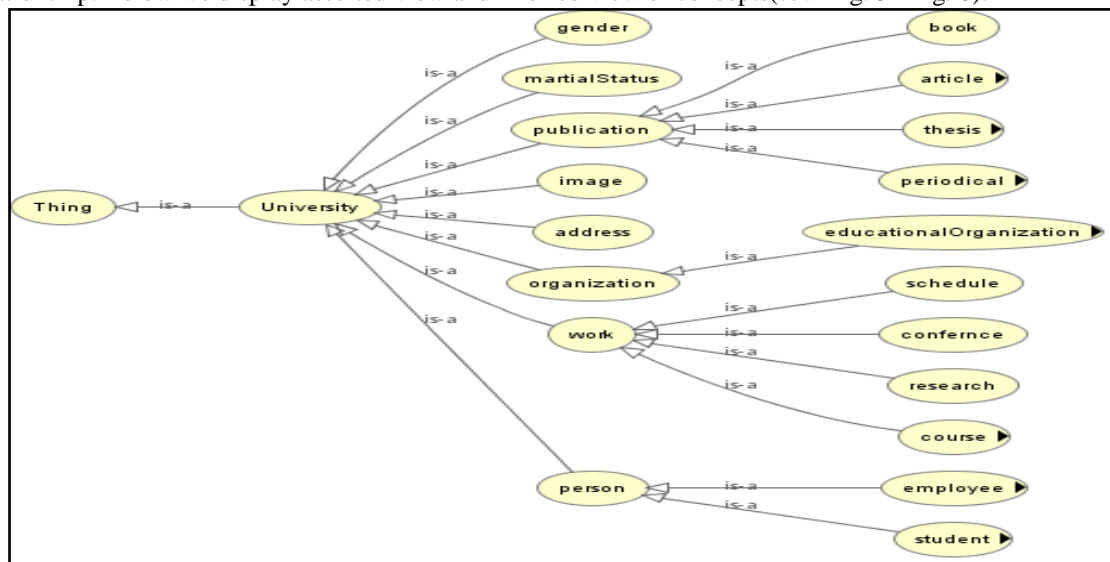 gender
book
is-a
is-a
martialStatus
article
is-a
publication
is-a
thesis
is-a
is-a
image
periodical
Thing
is-a
University
is-a
is-a
address
educationalOrganization
is-a
is-a
organization
schedule
is-a
is-a
work
is-a
confernce
is-a
is-a
research
is-a
course
person
is-a
employee
is-a
student